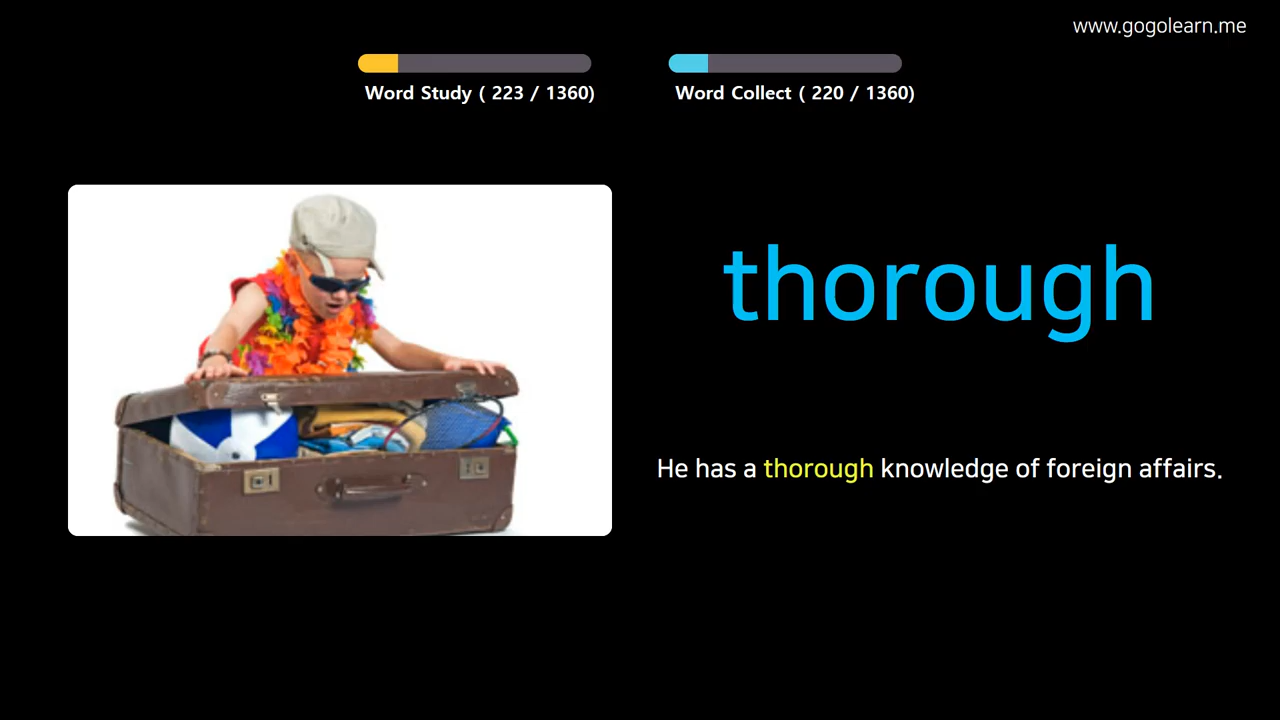 www.gogolearn.me
Word Study ( 223 / 1360)
Word Collect ( 220 / 1360)
thorough
He has a thorough knowledge of foreign affairs.